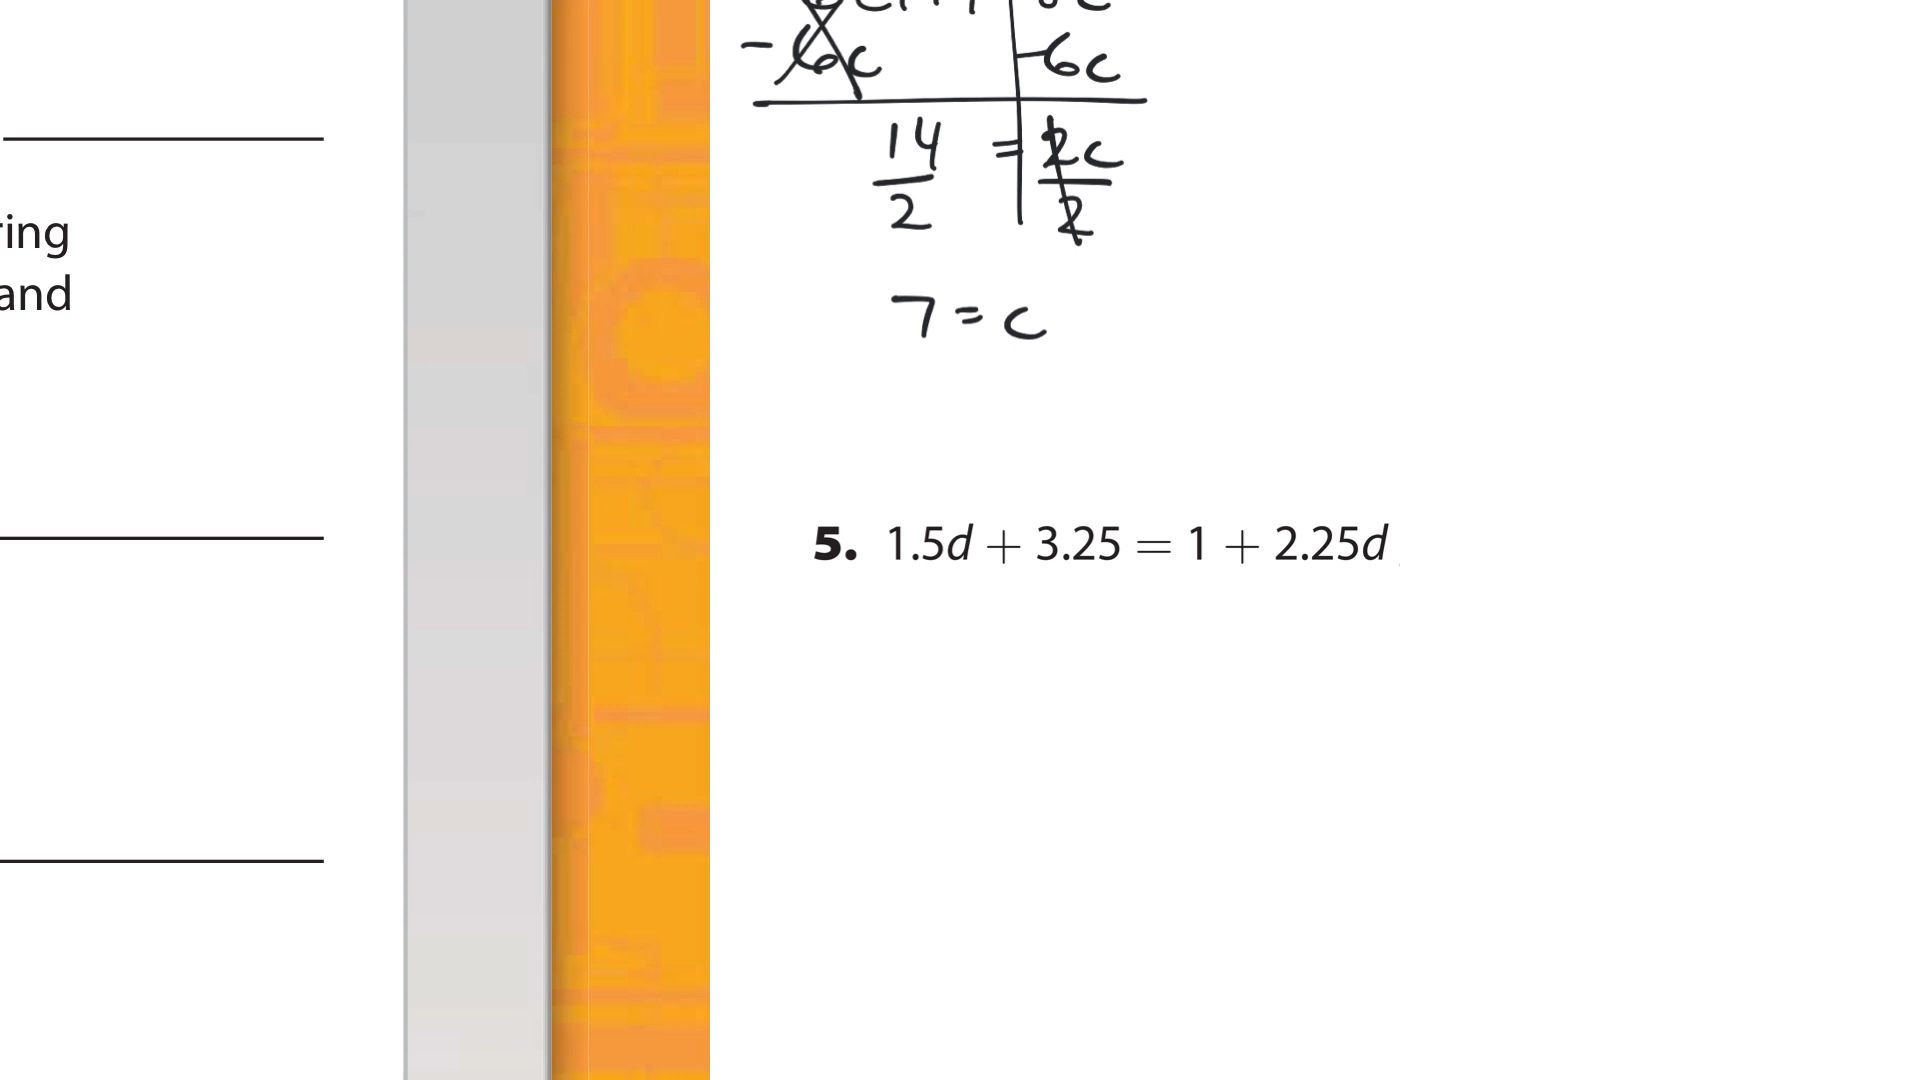 ring
and
- 6c -6c
14 = 2c
2 2
7 = c
5. 1.5d + 3.25 = 1 + 2.25d